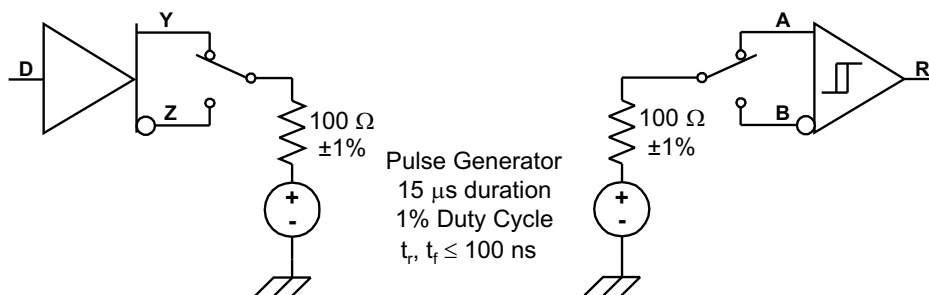 Y
D
Z
100 Ω
±1%
+
-
Pulse Generator
15 μs duration
1% Duty Cycle
tr, tf ≤ 100 ns
A
R
B
100 Ω
±1%
+
-